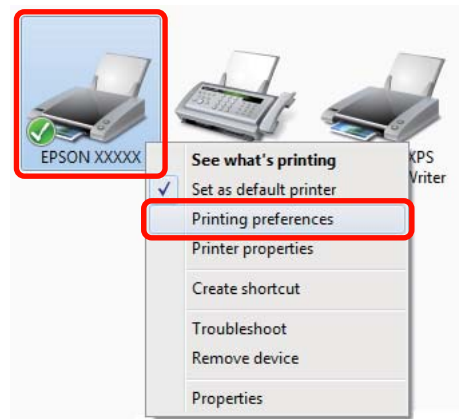 EPSON XXXXX
XPS
Writer
See what's printing
Set as default printer
Printing preferences
Printer properties
Create shortcut
Troubleshoot
Remove device
Properties